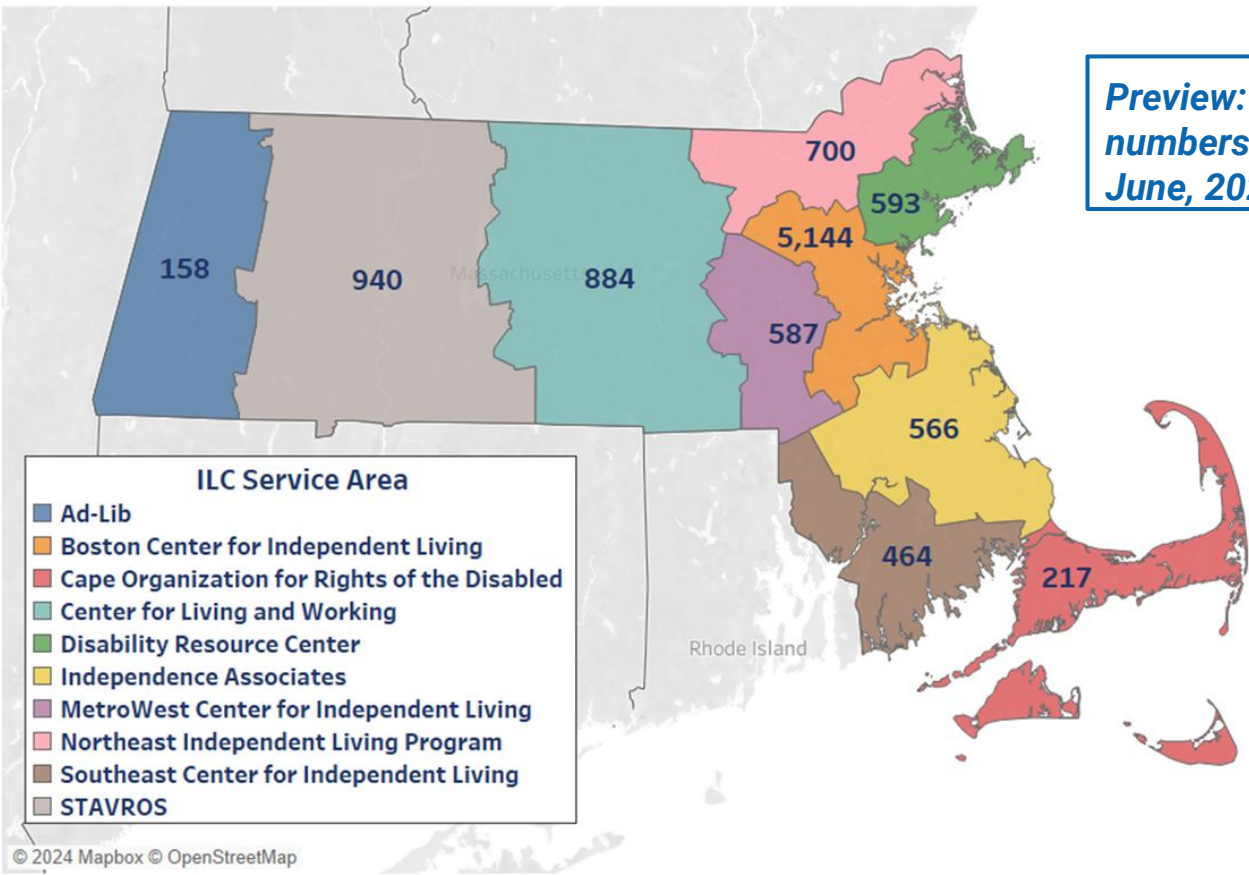 Preview:
numbers
June, 202
700
593
5,144
158
940
Massachusetts
884
587
566
464
217
Rhode Island
ILC Service Area
Ad-Lib
Boston Center for Independent Living
Cape Organization for Rights of the Disabled
Center for Living and Working
Disability Resource Center
Independence Associates
MetroWest Center for Independent Living
Northeast Independent Living Program
Southeast Center for Independent Living
STAVROS
© 2024 Mapbox © OpenStreetMap